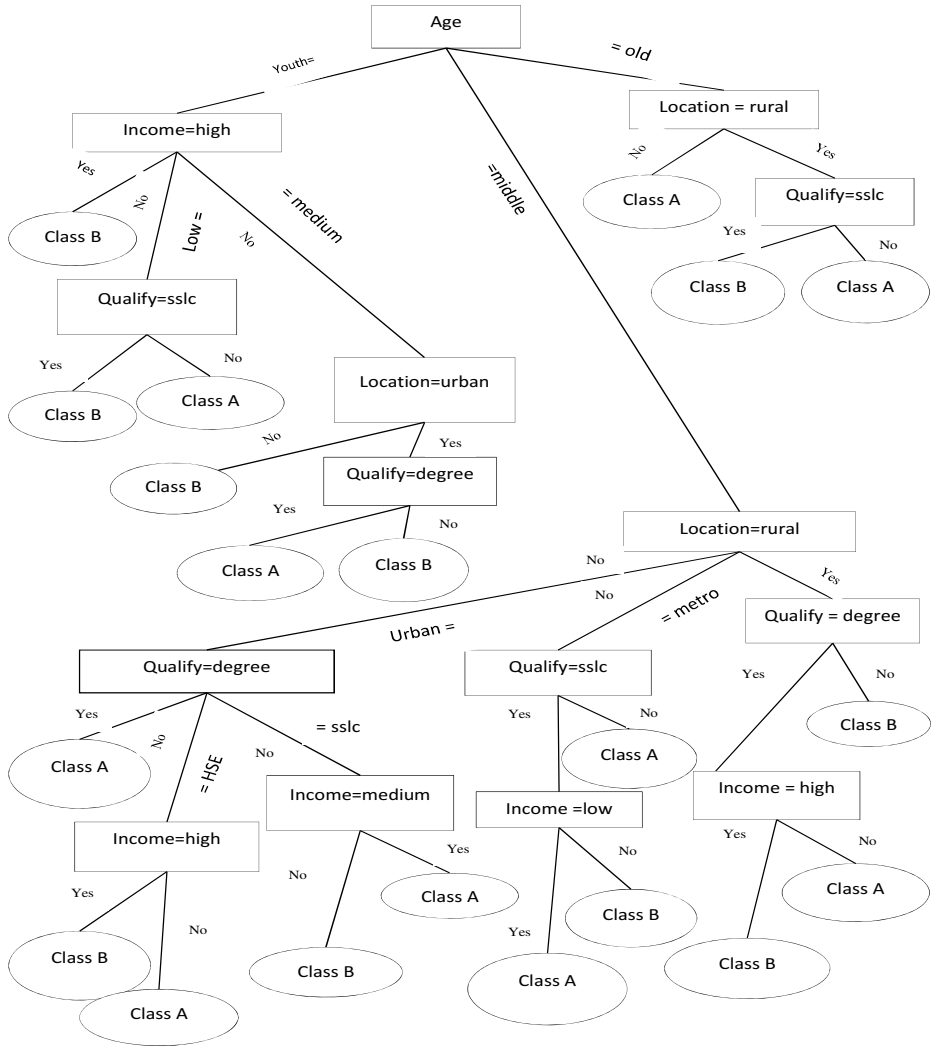 Age
= old
Youth=
Location = rural
Income=high
No
Yes
Yes
No
=middle
= medium
Qualify=sslc
Class A
Low =
No
Class B
Yes
No
Qualify=sslc
Class B
Class A
Yes
No
Location=urban
Class B
Class A
No
Yes
Qualify=degree
Class B
Yes
No
Location=rural
Class A
Class B
No
Yes
No
= metro
Urban =
Qualify = degree
Qualify=degree
Qualify=sslc
Yes
No
Yes
No
Yes
No
= sslc
No
Class B
Class A
Class A
= HSE
Income=medium
Income =low
Income = high
Income=high
Yes
No
Yes
No
No
Yes
Class A
Class A
Class B
No
Yes
Class B
Class B
Class A
Class B
Class A